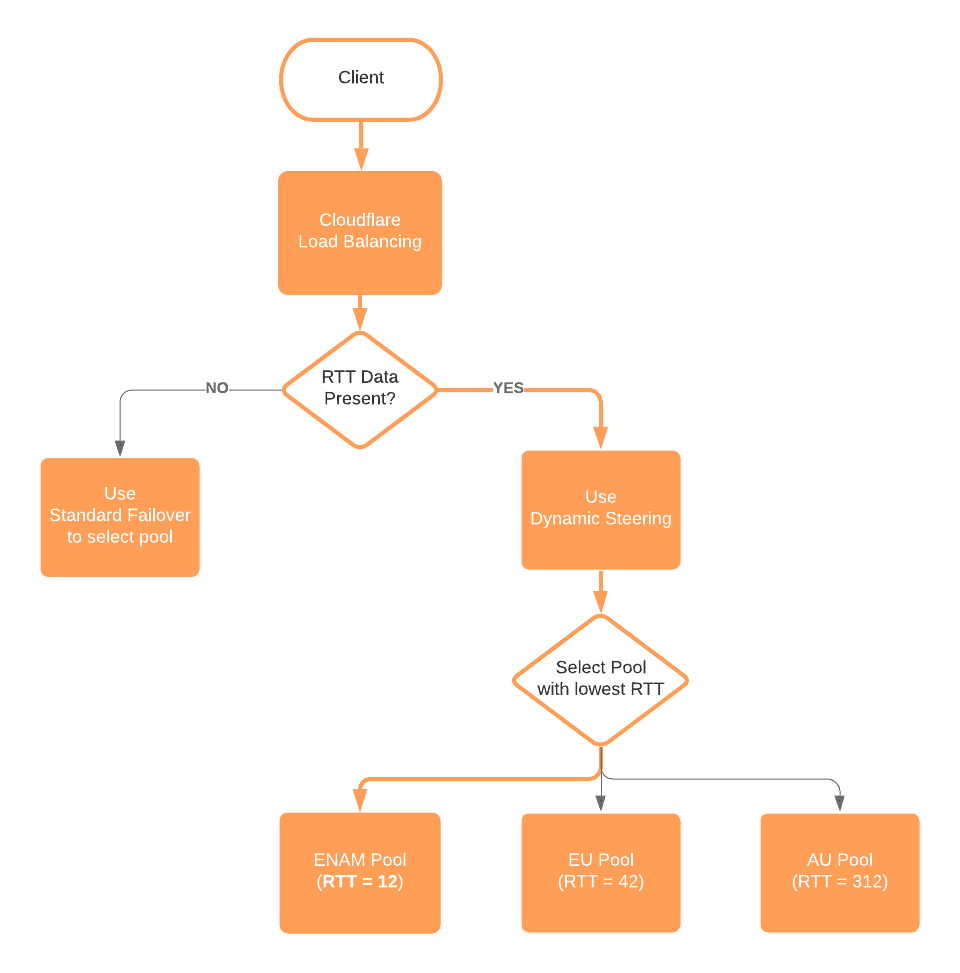 Client
Cloudflare
Load Balancing
RTT Data
Present?
NO
YES
Use
Standard Failover
to select pool
Use
Dynamic Steering
Select Pool
with lowest RTT
ENAM Pool
(RTT = 12)
EU Pool
(RTT = 42)
AU Pool
(RTT = 312)